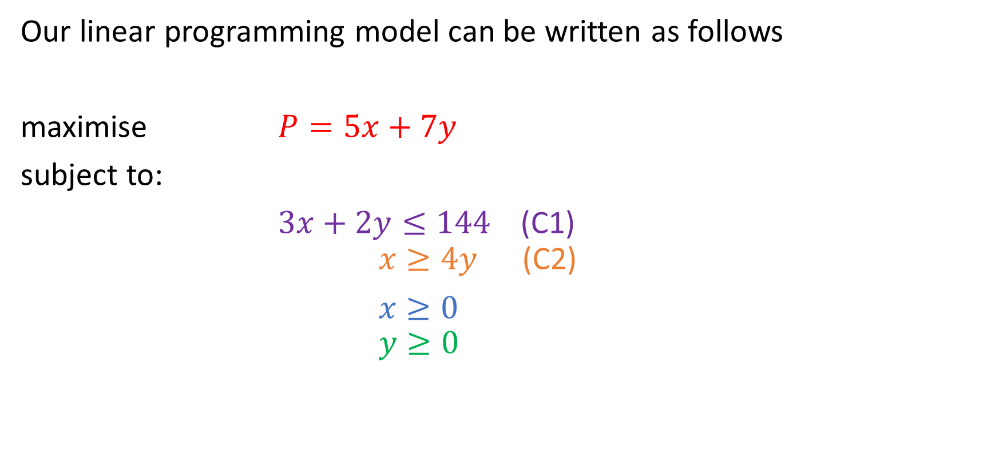 Our linear programming model can be written as follows
maximise P = 5x + 7y
subject to:
3x + 2y ≤ 144 (C1)
x ≥ 4y (C2)
x ≥ 0
y ≥ 0